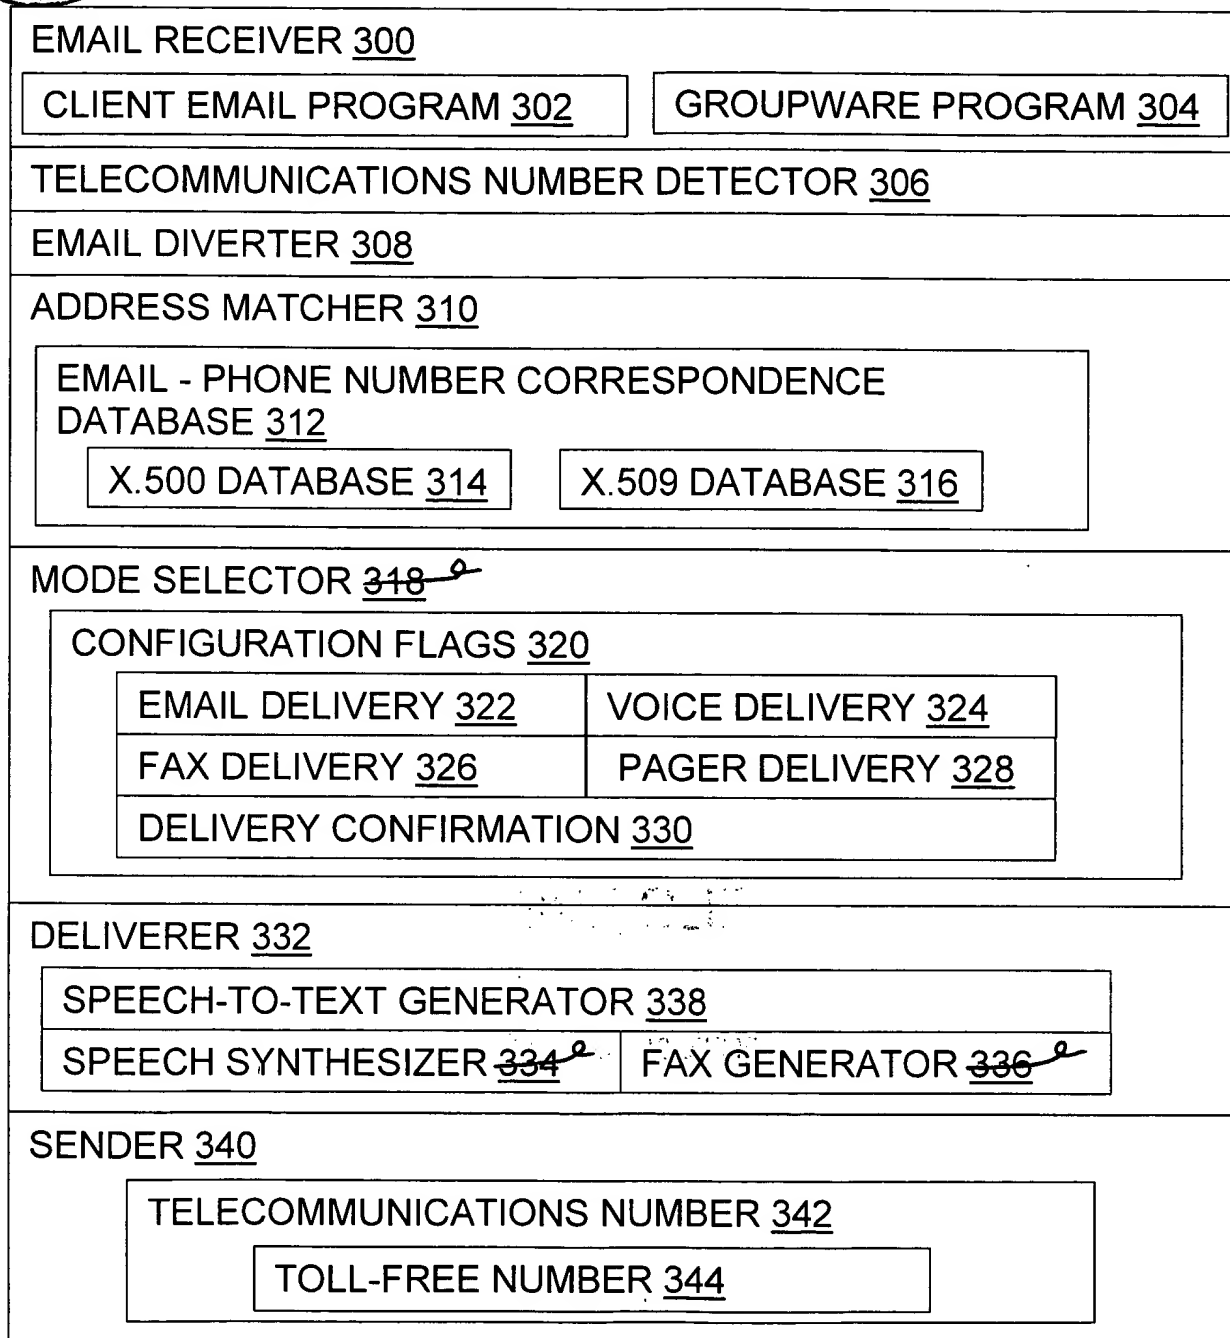 EMAIL RECEIVER 300
CLIENT EMAIL PROGRAM 302
GROUPWARE PROGRAM 304
TELECOMMUNICATIONS NUMBER DETECTOR 306
EMAIL DIVERTER 308
ADDRESS MATCHER 310
EMAIL - PHONE NUMBER CORRESPONDENCE
DATABASE 312
X.500 DATABASE 314
X.509 DATABASE 316
MODE SELECTOR 318
CONFIGURATION FLAGS 320
EMAIL DELIVERY 322
VOICE DELIVERY 324
FAX DELIVERY 326
PAGER DELIVERY 328
DELIVERY CONFIRMATION 330
DELIVERER 332
SPEECH-TO-TEXT GENERATOR 338
SPEECH SYNTHESIZER 334
FAX GENERATOR 336
SENDER 340
TELECOMMUNICATIONS NUMBER 342
TOLL-FREE NUMBER 344